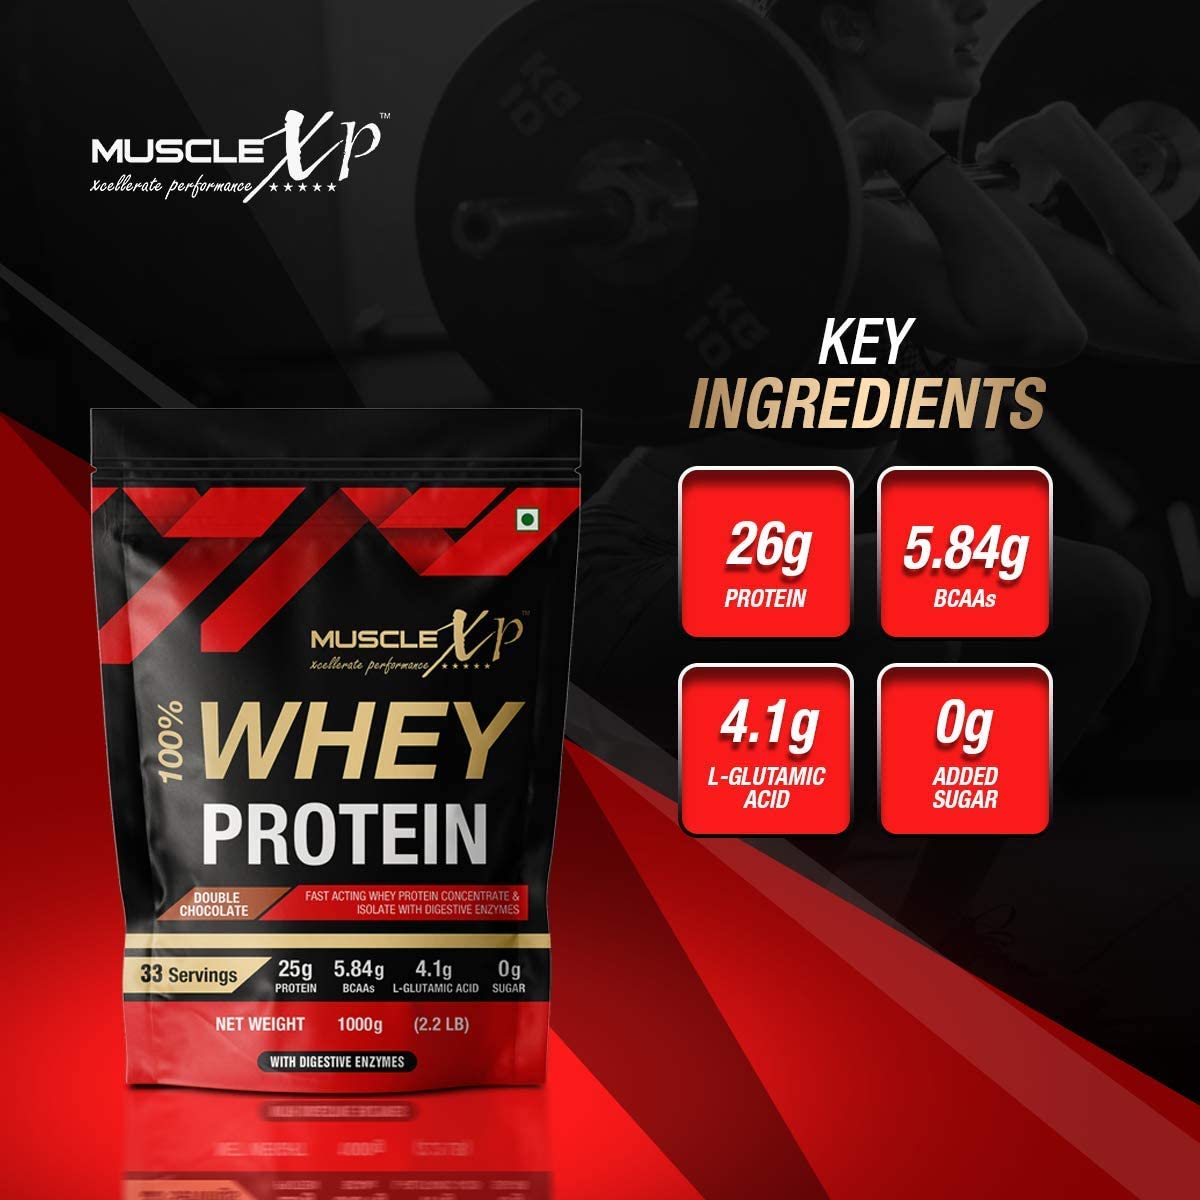 MUSCLE XP™
xcellerate performance
KEY
INGREDIENTS
26g
PROTEIN
5.84g
BCAAs
4.1g
L-GLUTAMIC
ACID
0g
ADDED
SUGAR
MUSCLE XP™
xcellerate performance
100% WHEY
PROTEIN
DOUBLE
CHOCOLATE
FAST ACTING WHEY PROTEIN CONCENTRATE &
ISOLATE WITH DIGESTIVE ENZYMES
33 Servings
25g
PROTEIN
5.84g
BCAAs
4.1g
L-GLUTAMIC ACID
0g
SUGAR
NET WEIGHT 1000g (2.2 LB)
WITH DIGESTIVE ENZYMES